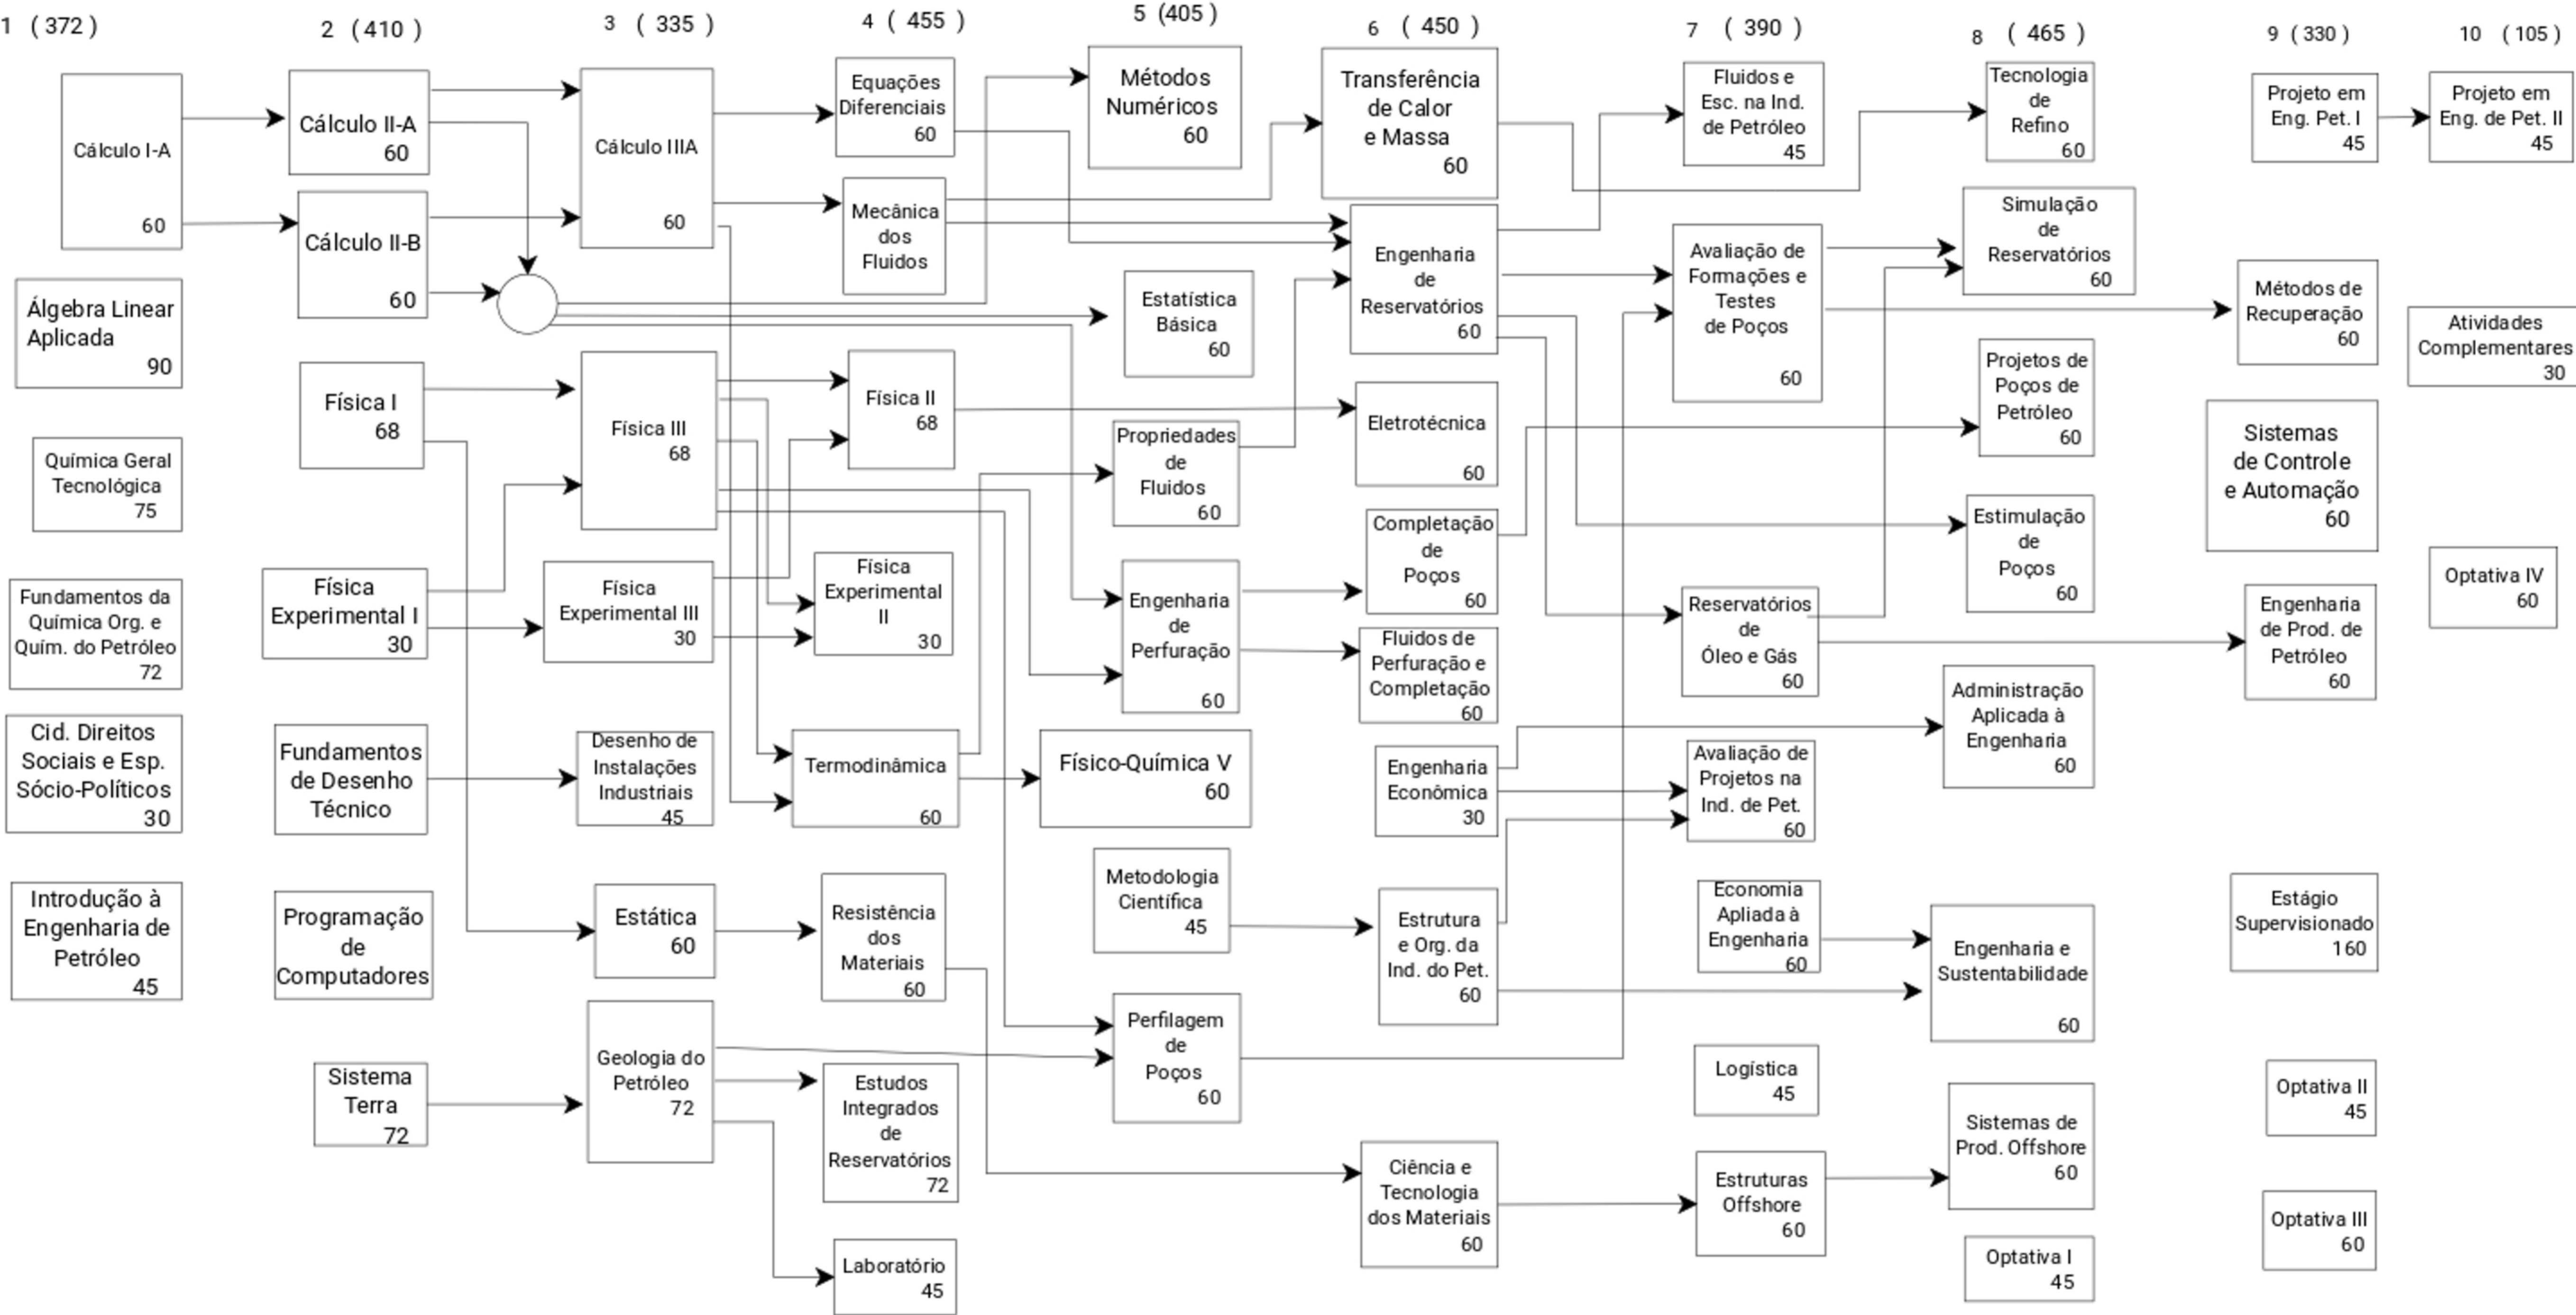 1 ( 372 )
2 ( 410 )
3 ( 335 )
4 ( 455 )
5 (405)
6 ( 450 )
7 ( 390 )
8 ( 465 )
9 ( 330 )
10 ( 105 )
Cálculo I-A
60
Álgebra Linear
Aplicada
90
Química Geral
Tecnológica
75
Fundamentos da
Química Org. e
Quím. do Petróleo
72
Cid. Direitos
Sociais e Esp.
Sócio-Políticos
30
Introdução à
Engenharia de
Petróleo
45
Cálculo II-A
60
Cálculo II-B
60
Física I
68
Física
Experimental I
30
Fundamentos
de Desenho
Técnico
Programação
de
Computadores
Sistema
Terra
72
Cálculo IIIA
60
Física III
68
Física
Experimental III
30
Desenho de
Instalações
Industriais
45
Estática
60
Geologia do
Petróleo
72
Equações
Diferenciais
60
Mecânica
dos
Fluidos
Física II
68
Física
Experimental
II
30
Termodinâmica
60
Resistência
dos
Materiais
60
Estudos
Integrados
de
Reservatórios
72
Laboratório
45
Métodos
Numéricos
60
Estatística
Básica
60
Propriedades
de
Fluidos
60
Engenharia
de
Perfuração
60
Físico-Química V
60
Metodologia
Científica
45
Perfilagem
de
Poços
60
Transferência
de Calor
e Massa
60
Engenharia
de
Reservatórios
60
Eletrotécnica
60
Completação
de
Poços
60
Fluidos de
Perfuração e
Completação
60
Engenharia
Econômica
30
Estrutura
e Org. da
Ind. do Pet.
60
Ciência e
Tecnologia
dos Materiais
60
Fluidos e
Esc. na Ind.
de Petróleo
45
Avaliação de
Formações e
Testes
de Poços
60
Reservatórios
de
Óleo e Gás
60
Avaliação de
Projetos na
Ind. de Pet.
60
Economia
Apliada à
Engenharia
60
Logística
45
Estruturas
Offshore
60
Tecnologia
de
Refino
60
Simulação
de
Reservatórios
60
Projetos de
Poços de
Petróleo
60
Estimulação
de
Poços
60
Administração
Aplicada à
Engenharia
60
Engenharia e
Sustentabilidade
60
Sistemas de
Prod. Offshore
60
Optativa I
45
Projeto em
Eng. Pet. I
45
Métodos de
Recuperação
60
Sistemas
de Controle
e Automação
60
Engenharia
de Prod. de
Petróleo
60
Estágio
Supervisionado
160
Optativa II
45
Optativa III
60
Projeto em
Eng. de Pet. II
45
Atividades
Complementares
30
Optativa IV
60